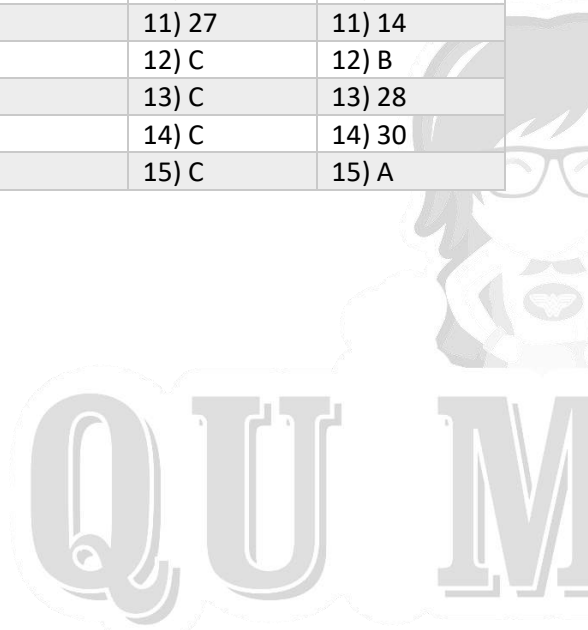 11) 27 11) 14
12) C 12) B
13) C 13) 28
14) C 14) 30
15) C 15) A
QU M